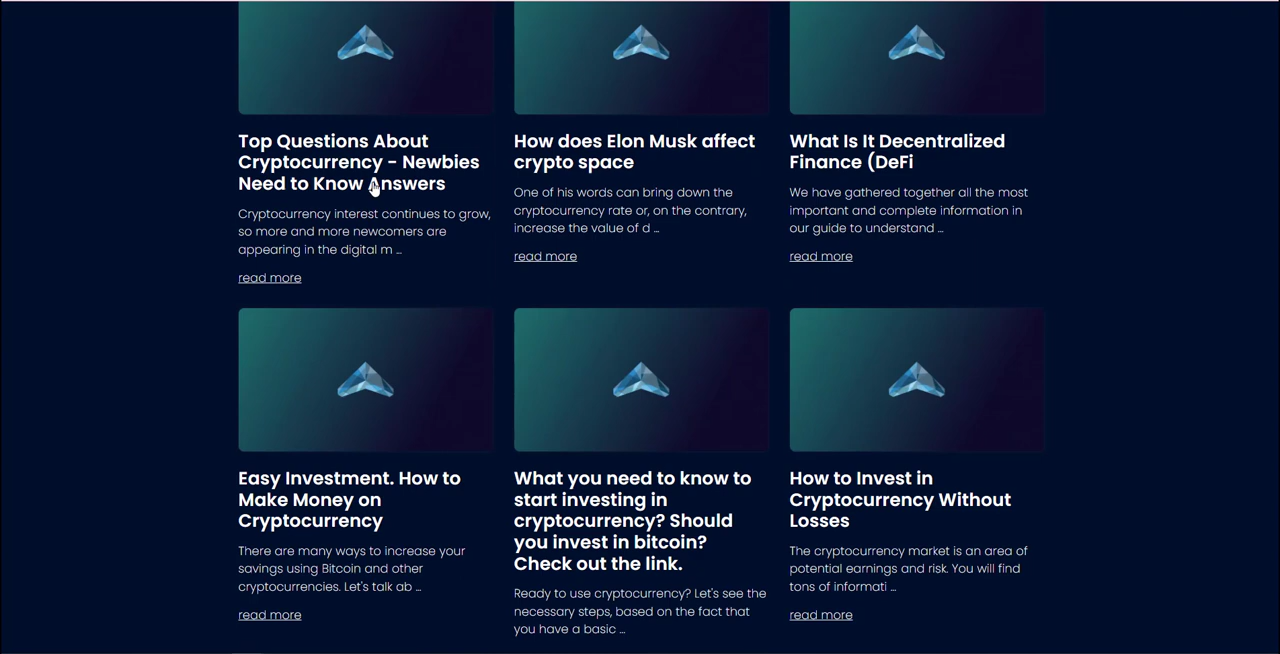 Top Questions About
Cryptocurrency - Newbies
Need to Know Answers
Cryptocurrency interest continues to grow,
so more and more newcomers are
appearing in the digital m ...
read more
How does Elon Musk affect
crypto space
One of his words can bring down the
cryptocurrency rate or, on the contrary,
increase the value of d ...
read more
What Is It Decentralized
Finance (DeFi
We have gathered together all the most
important and complete information in
our guide to understand ...
read more
Easy Investment. How to
Make Money on
Cryptocurrency
There are many ways to increase your
savings using Bitcoin and other
cryptocurrencies. Let's talk ab ...
read more
What you need to know to
start investing in
cryptocurrency? Should
you invest in bitcoin?
Check out the link.
Ready to use cryptocurrency? Let's see the
necessary steps, based on the fact that
you have a basic ...
How to Invest in
Cryptocurrency Without
Losses
The cryptocurrency market is an area of
potential earnings and risk. You will find
tons of informati ...
read more